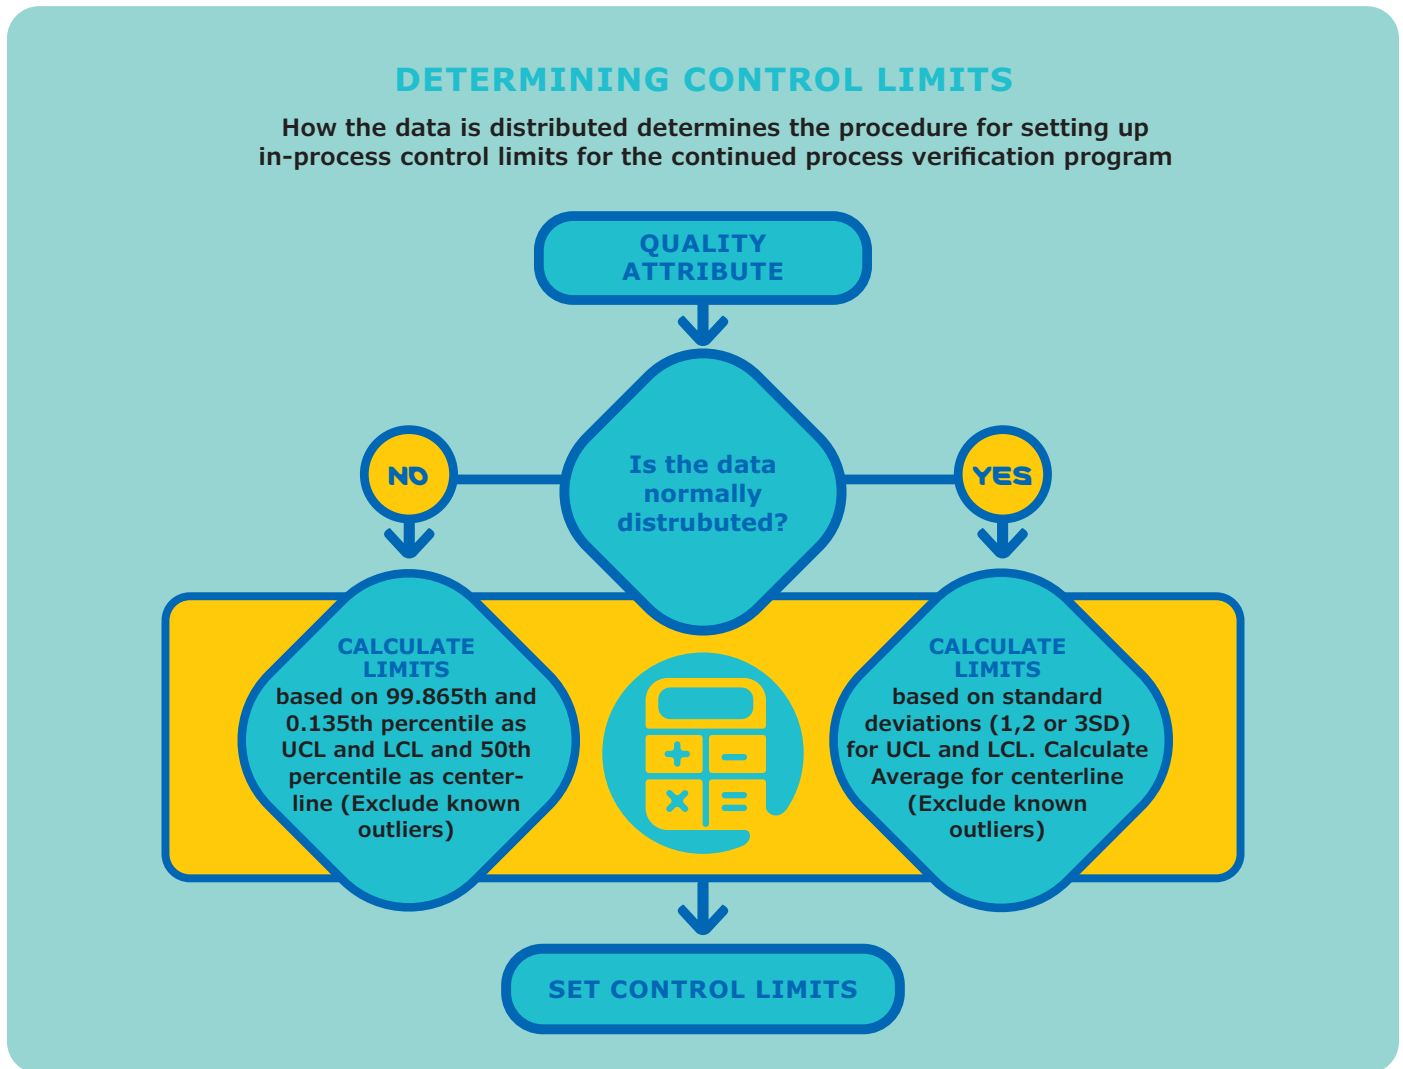 DETERMINING CONTROL LIMITS
How the data is distributed determines the procedure for setting up
in-process control limits for the continued process verification program
QUALITY
ATTRIBUTE
Is the data
normally
distrubuted?
NO
YES
CALCULATE
LIMITS
based on 99.865th and
0.135th percentile as
UCL and LCL and 50th
percentile as center-
line (Exclude known
outliers)
CALCULATE
LIMITS
based on standard
deviations (1,2 or 3SD)
for UCL and LCL. Calculate
Average for centerline
(Exclude known
outliers)
SET CONTROL LIMITS